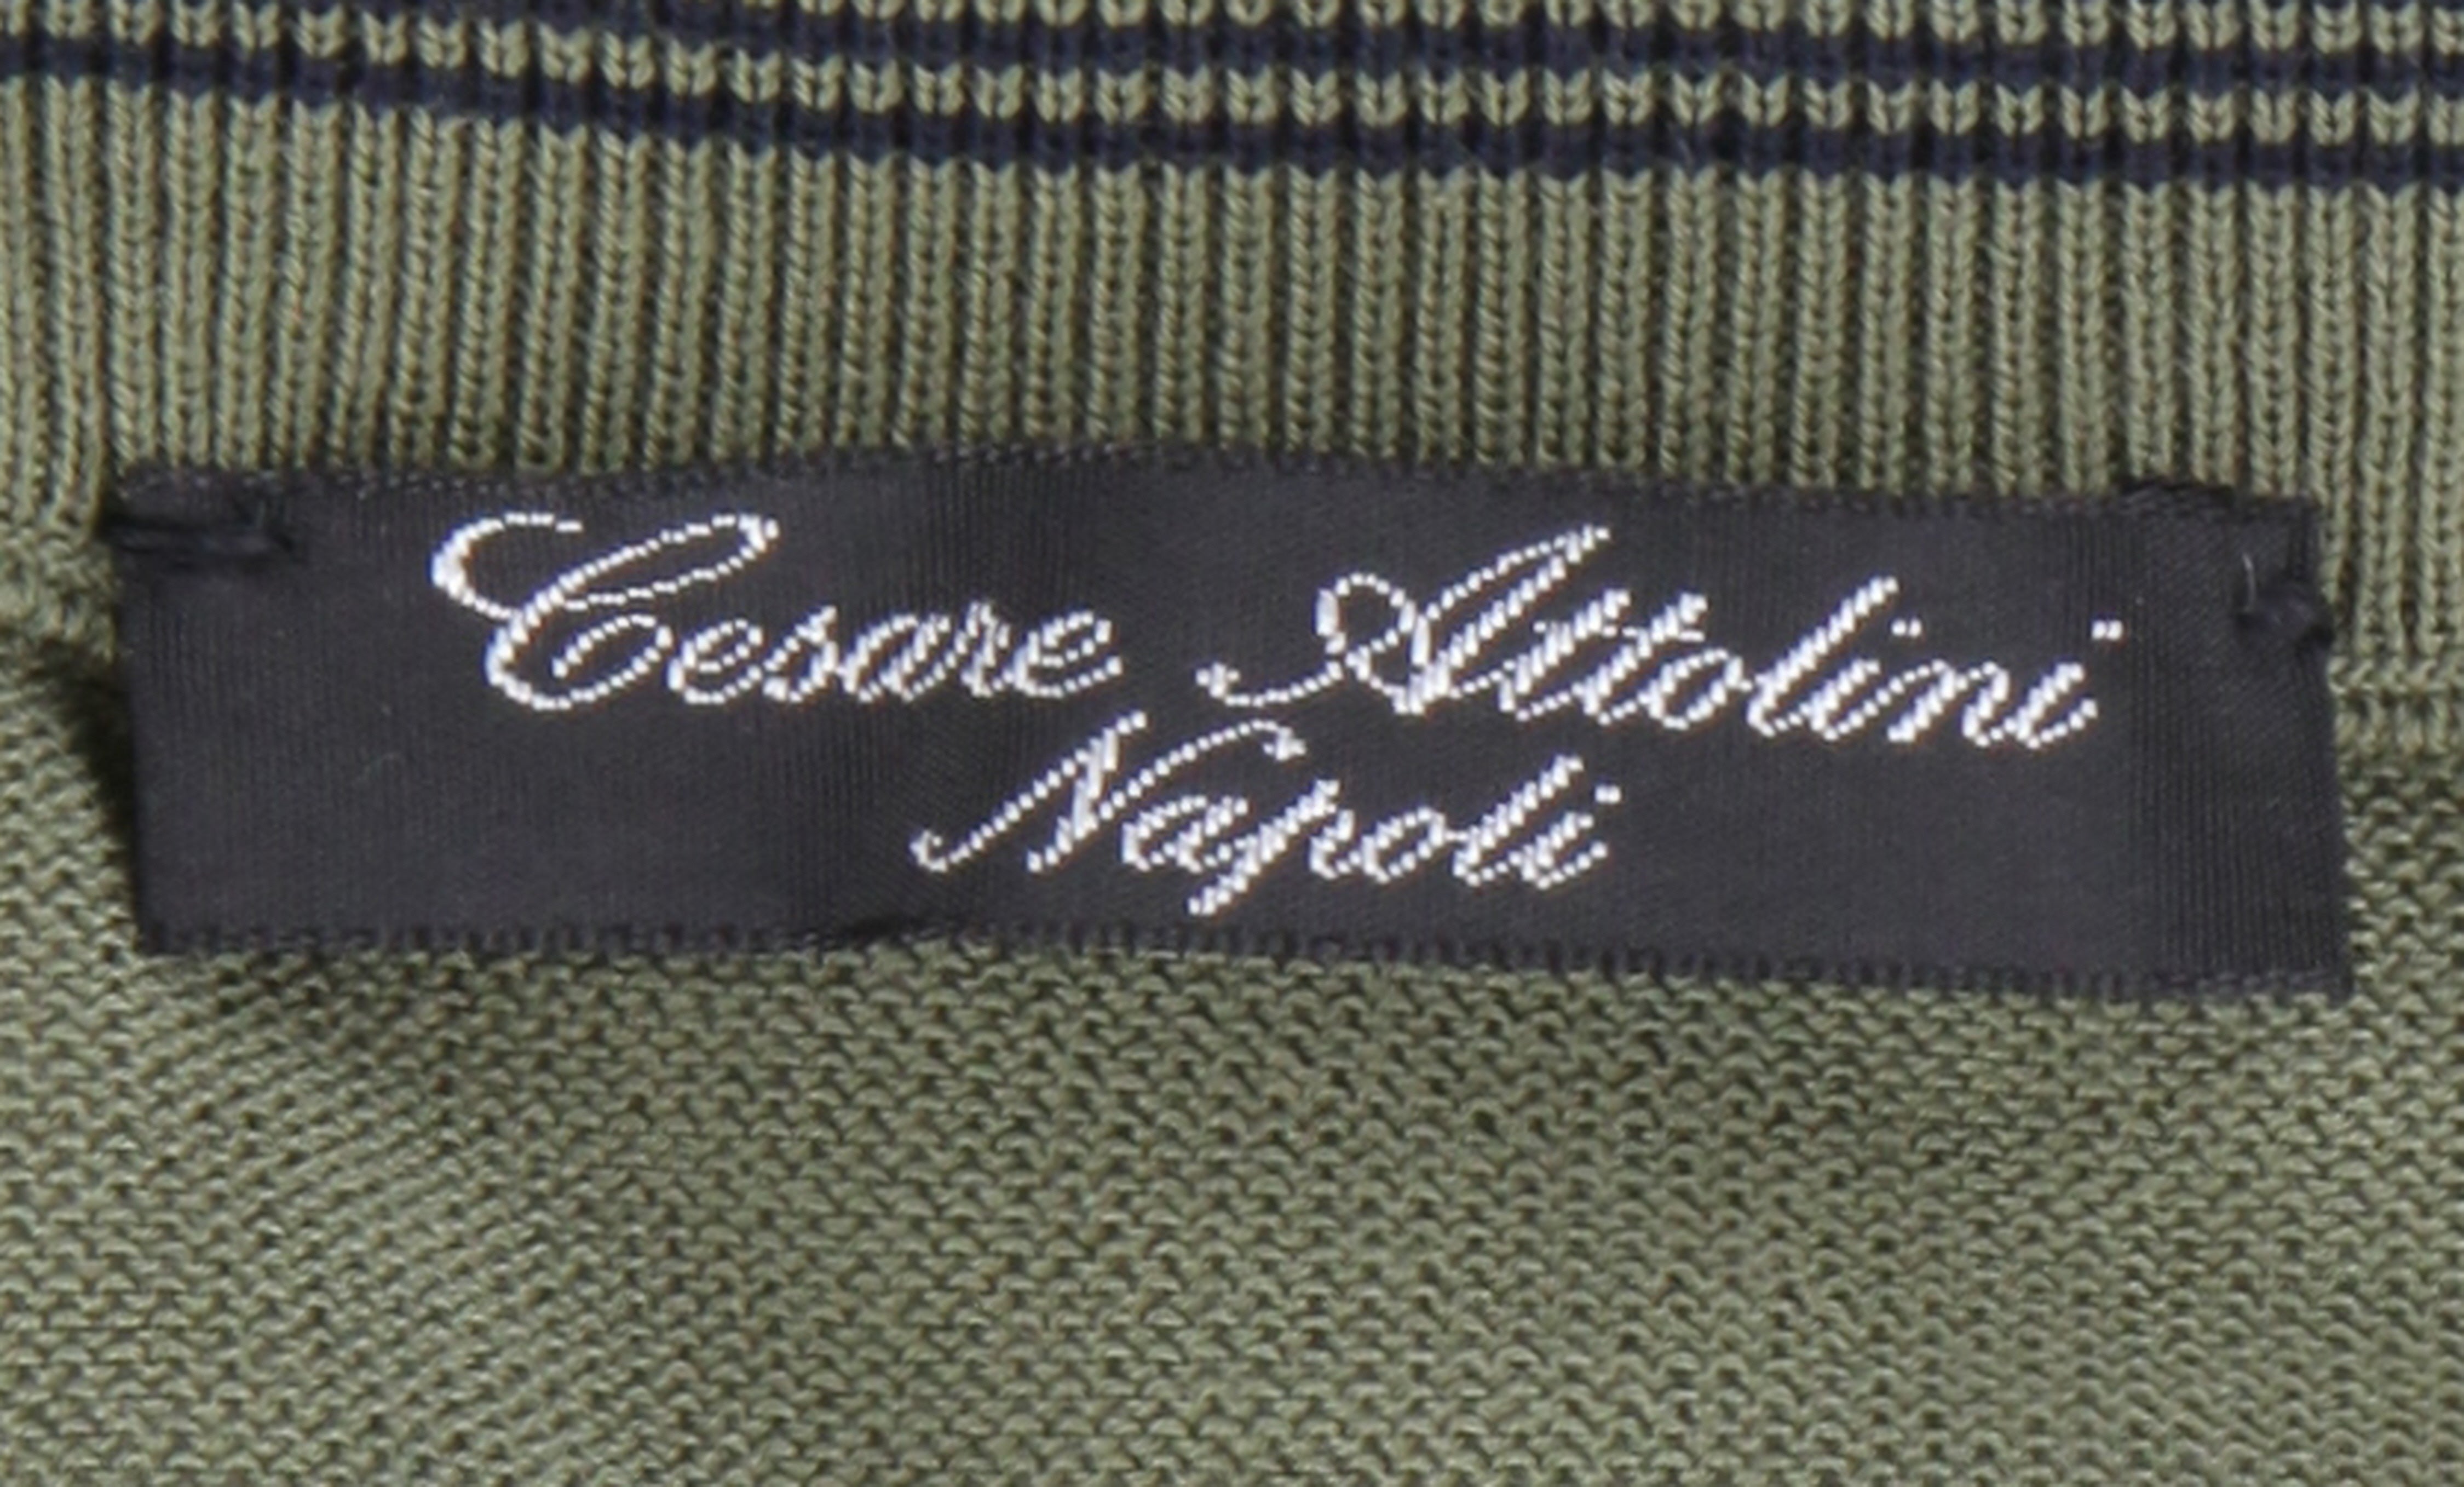 Cesare Attolini
Napoli